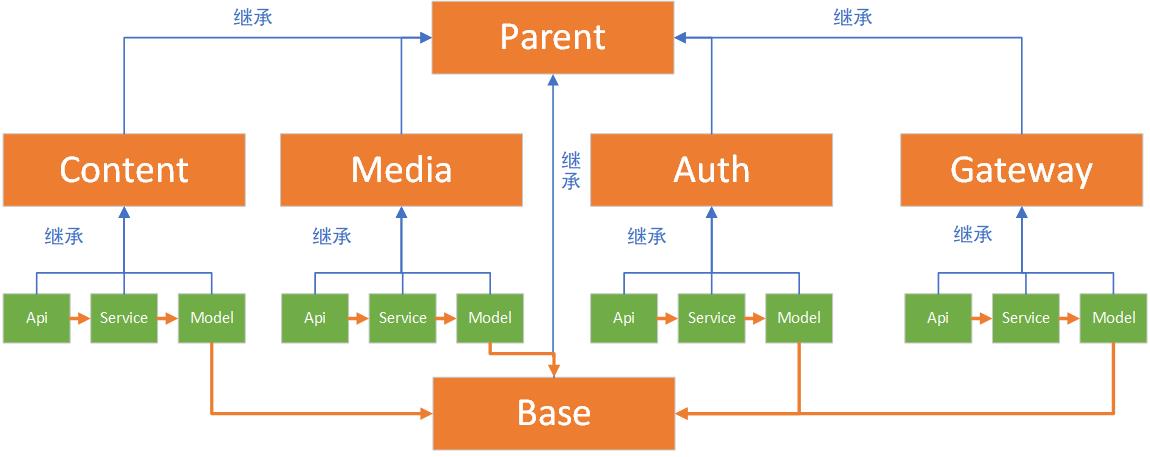 继承
Parent
继承
Content
Media
继承
Auth
Gateway
继承
继承
继承
继承
Api
Service
Model
Api
Service
Model
Api
Service
Model
Api
Service
Model
Base